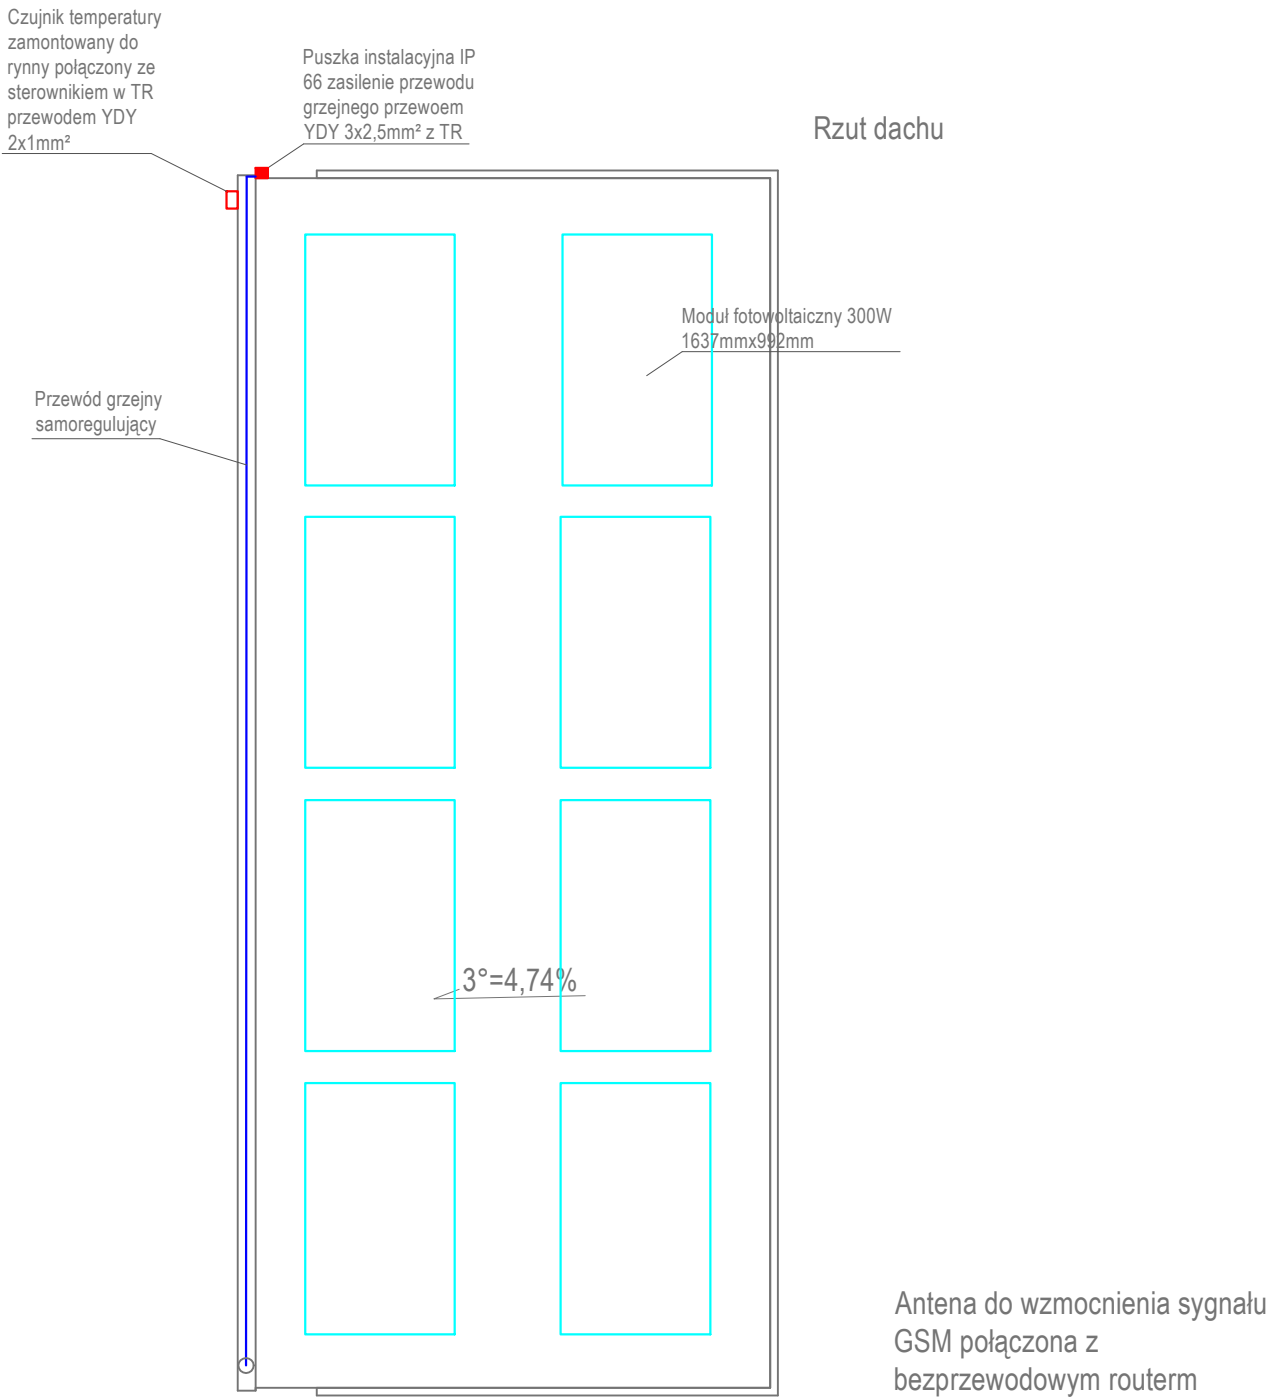 Czujnik temperatury
zamontowany do
rynny połączony ze
sterownikiem w TR
przewodem YDY
2x1mm²
Puszka instalacyjna IP
66 zasilenie przewodu
grzejnego przewoem
YDY 3x2,5mm² z TR
Rzut dachu
Moduł fotowoltaiczny 300W
1637mmx992mm
Przewód grzejny
samoregulujący
3°=4,74%
Antena do wzmocnienia sygnału
GSM połączona z
bezprzewodowym routerm